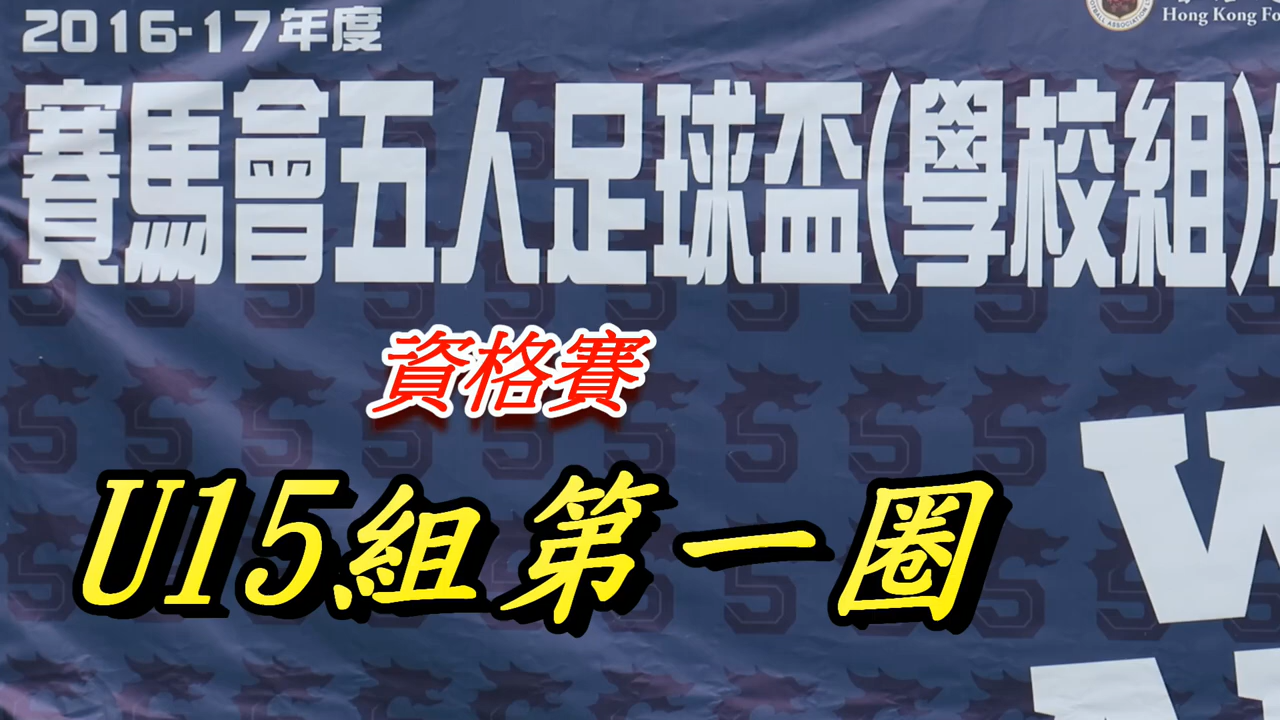 2016-17年度
Hong Kong Fo
賽馬會五人足球盃(學校組)
資格賽
U15組第一圈
W